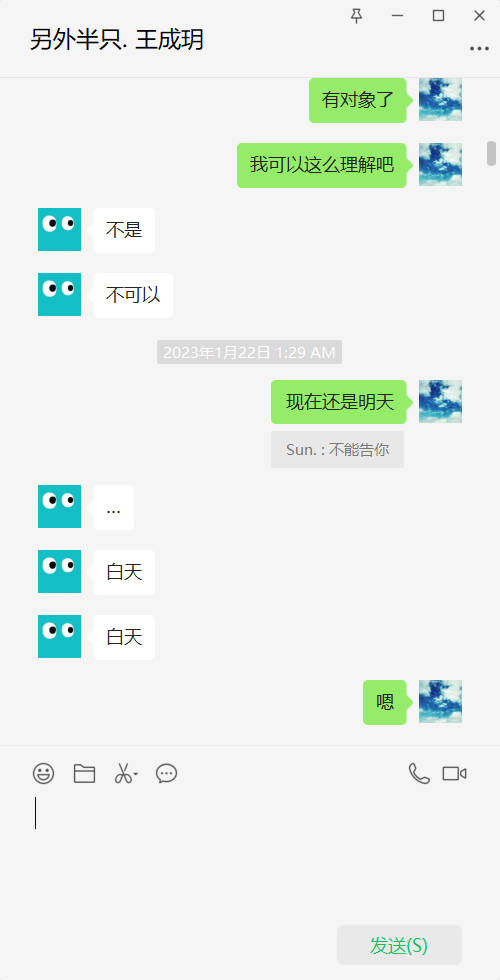 另外半只. 王成玥
有对象了
我可以这么理解吧
不是
不可以
2023年1月22日 1:29 AM
现在还是明天
Sun. : 不能告你
...
白天
白天
嗯
发送(S)